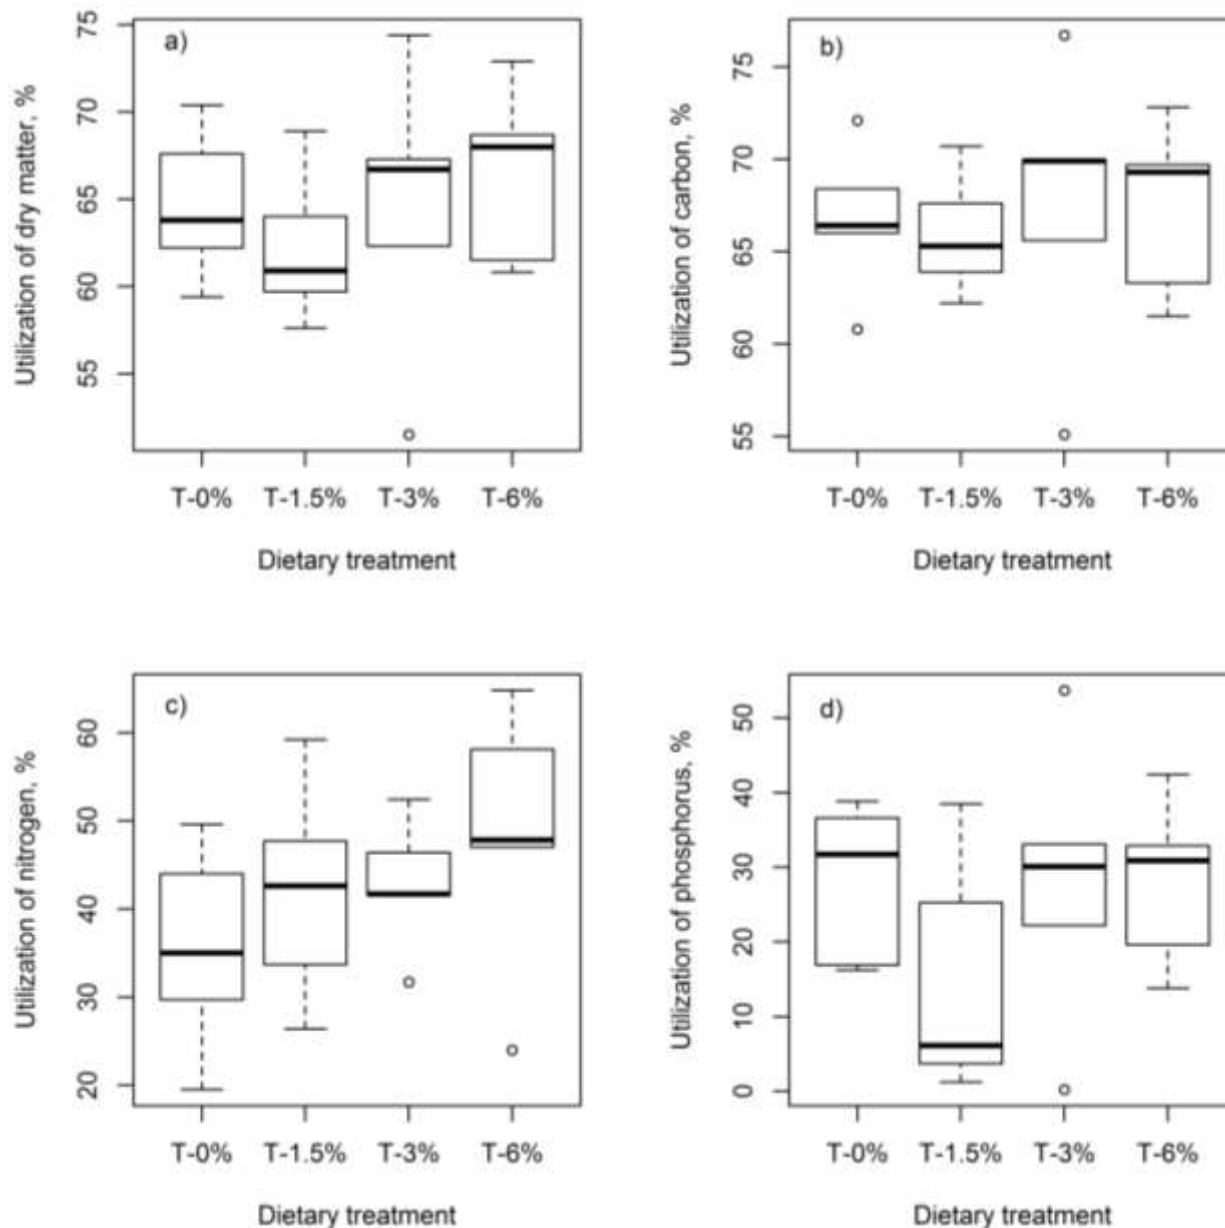 a)
Utilization of dry matter, %
75
70
65
60
55
T-0% T-1.5% T-3% T-6%
Dietary treatment
b)
Utilization of carbon, %
75
70
65
60
55
T-0% T-1.5% T-3% T-6%
Dietary treatment
c)
Utilization of nitrogen, %
60
50
40
30
20
T-0% T-1.5% T-3% T-6%
Dietary treatment
d)
Utilization of phosphorus, %
50
40
30
20
10
0
T-0% T-1.5% T-3% T-6%
Dietary treatment